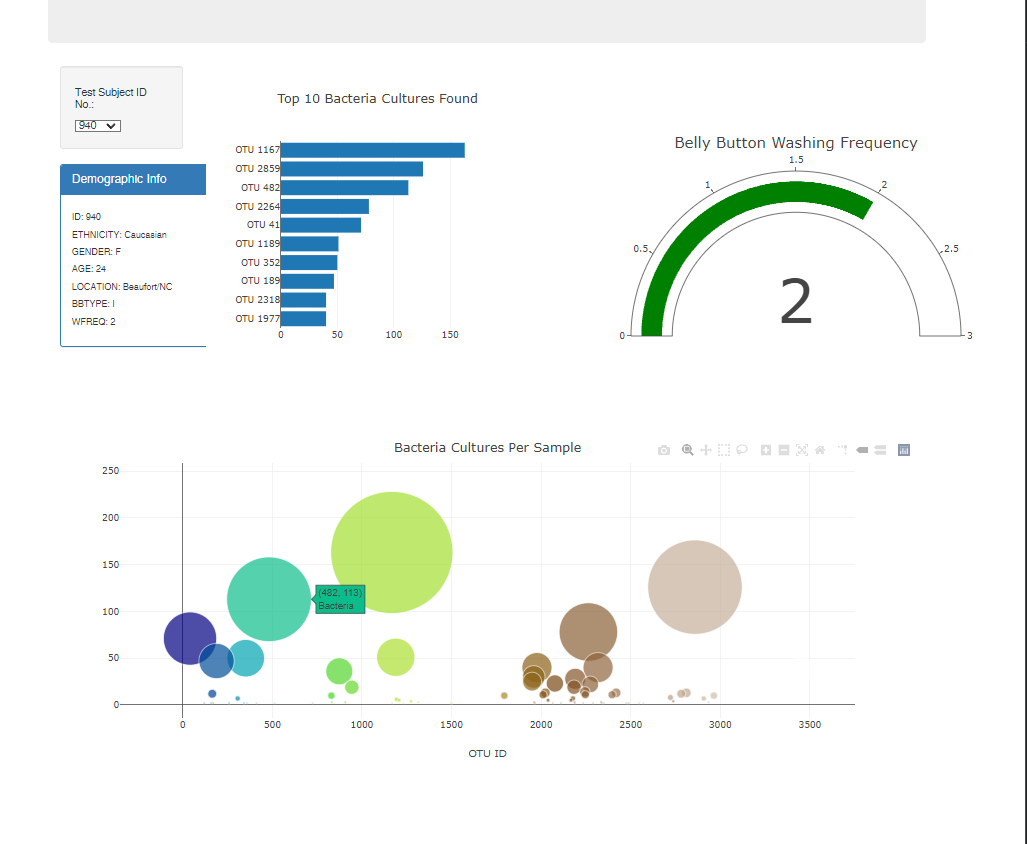 Test Subject ID
No.:
940
Demographic Info
ID: 940
ETHNICITY: Caucasian
GENDER: F
AGE: 24
LOCATION: Beaufort/NC
BBTYPE: I
WFREQ: 2
Top 10 Bacteria Cultures Found
OTU 1167
OTU 2859
OTU 482
OTU 2264
OTU 41
OTU 1189
OTU 352
OTU 189
OTU 2318
OTU 1977
0 50 100 150
Belly Button Washing Frequency
0 0.5 1 1.5 2 2.5 3
2
Bacteria Cultures Per Sample
250
200
150
100
50
0
(482, 113)
Bacteria
0 500 1000 1500 2000 2500 3000 3500
OTU ID